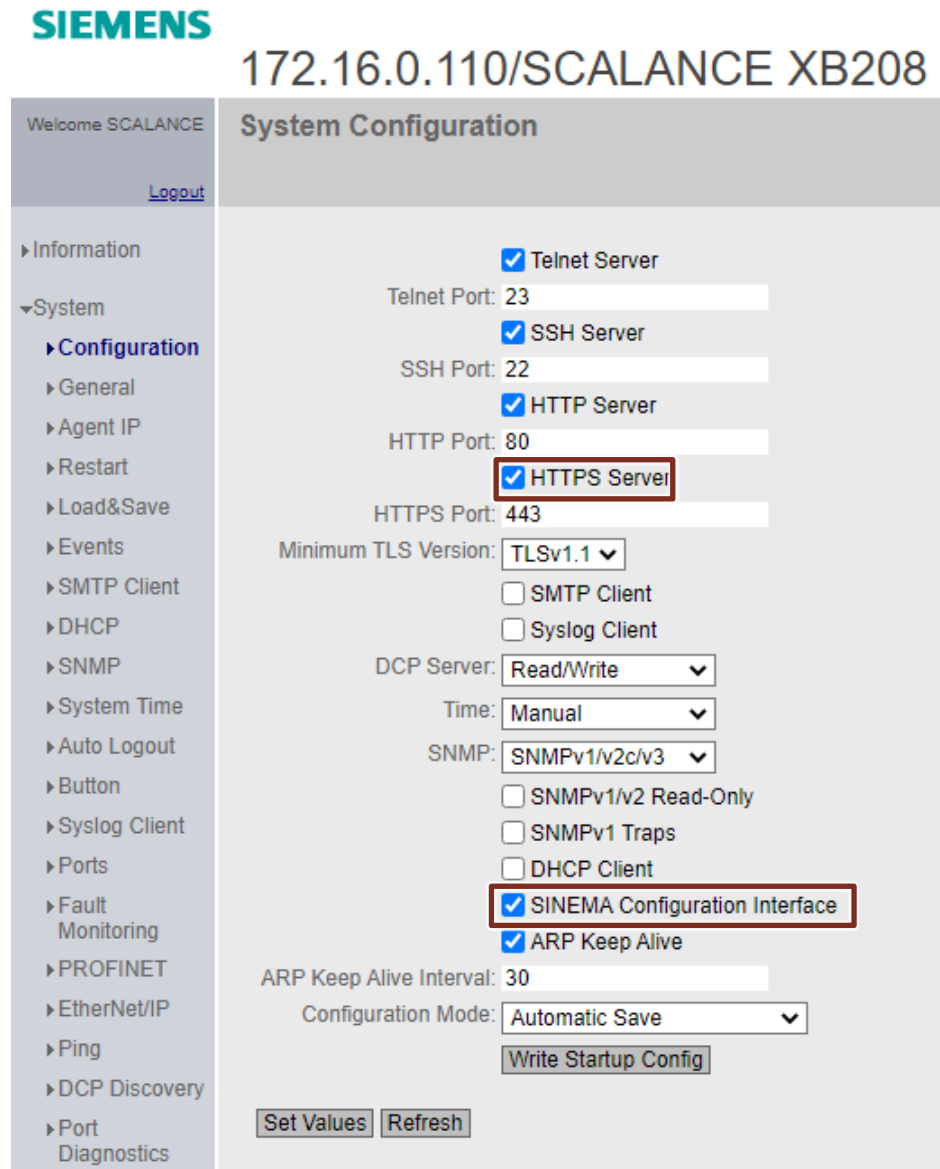 SIEMENS
172.16.0.110/SCALANCE XB208
Welcome SCALANCE
Logout
System Configuration
Information
System
Configuration
General
Agent IP
Restart
Load&Save
Events
SMTP Client
DHCP
SNMP
System Time
Auto Logout
Button
Syslog Client
Ports
Fault
Monitoring
PROFINET
EtherNet/IP
Ping
DCP Discovery
Port
Diagnostics
Telnet Server
Telnet Port: 23
SSH Server
SSH Port: 22
HTTP Server
HTTP Port: 80
HTTPS Server
HTTPS Port: 443
Minimum TLS Version: TLSv1.1
SMTP Client
Syslog Client
DCP Server: Read/Write
Time: Manual
SNMP: SNMPv1/v2c/v3
SNMPv1/v2 Read-Only
SNMPv1 Traps
DHCP Client
SINEMA Configuration Interface
ARP Keep Alive
ARP Keep Alive Interval: 30
Configuration Mode: Automatic Save
Write Startup Config
Set Values Refresh